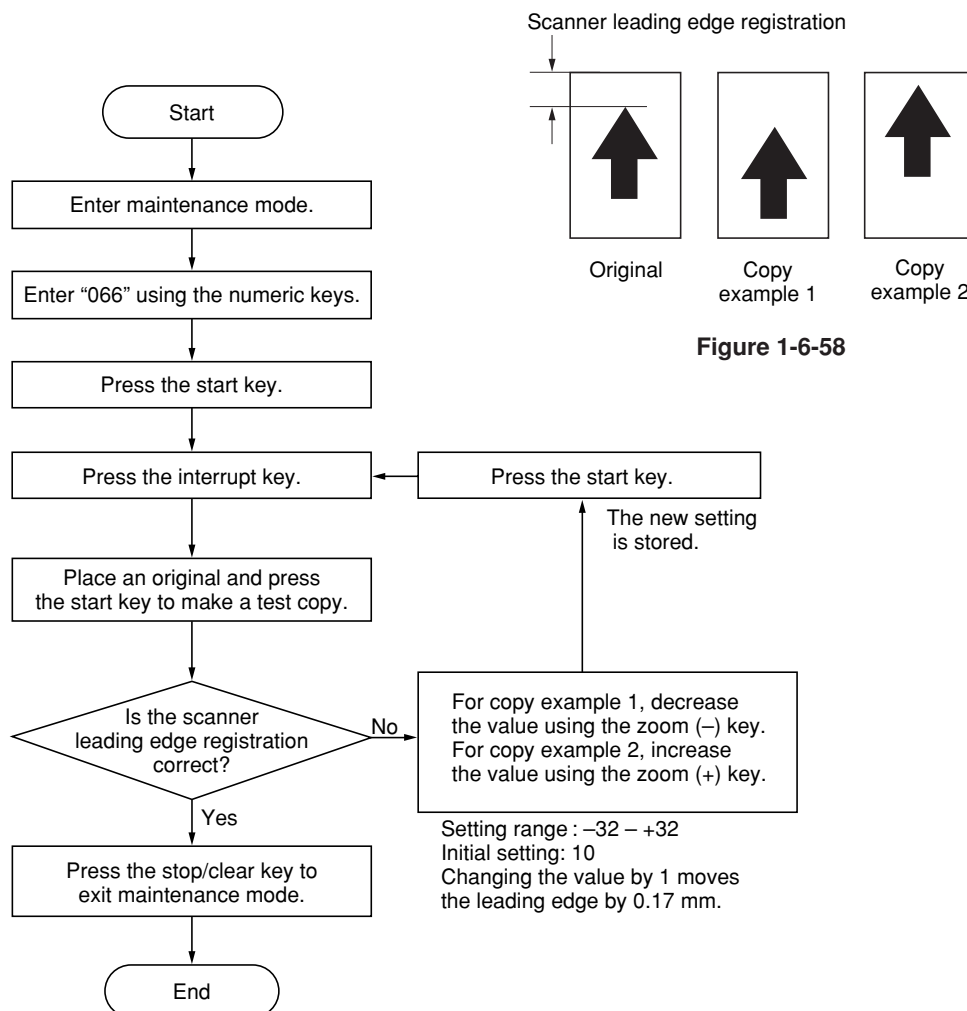 Scanner leading edge registration
Original
Copy
example 1
Copy
example 2
Figure 1-6-58
Start
Enter maintenance mode.
Enter “066” using the numeric keys.
Press the start key.
Press the interrupt key.
Press the start key.
The new setting
is stored.
Place an original and press
the start key to make a test copy.
Is the scanner
leading edge registration
correct?
No
For copy example 1, decrease
the value using the zoom (–) key.
For copy example 2, increase
the value using the zoom (+) key.
Setting range : –32 – +32
Initial setting: 10
Changing the value by 1 moves
the leading edge by 0.17 mm.
Yes
Press the stop/clear key to
exit maintenance mode.
End